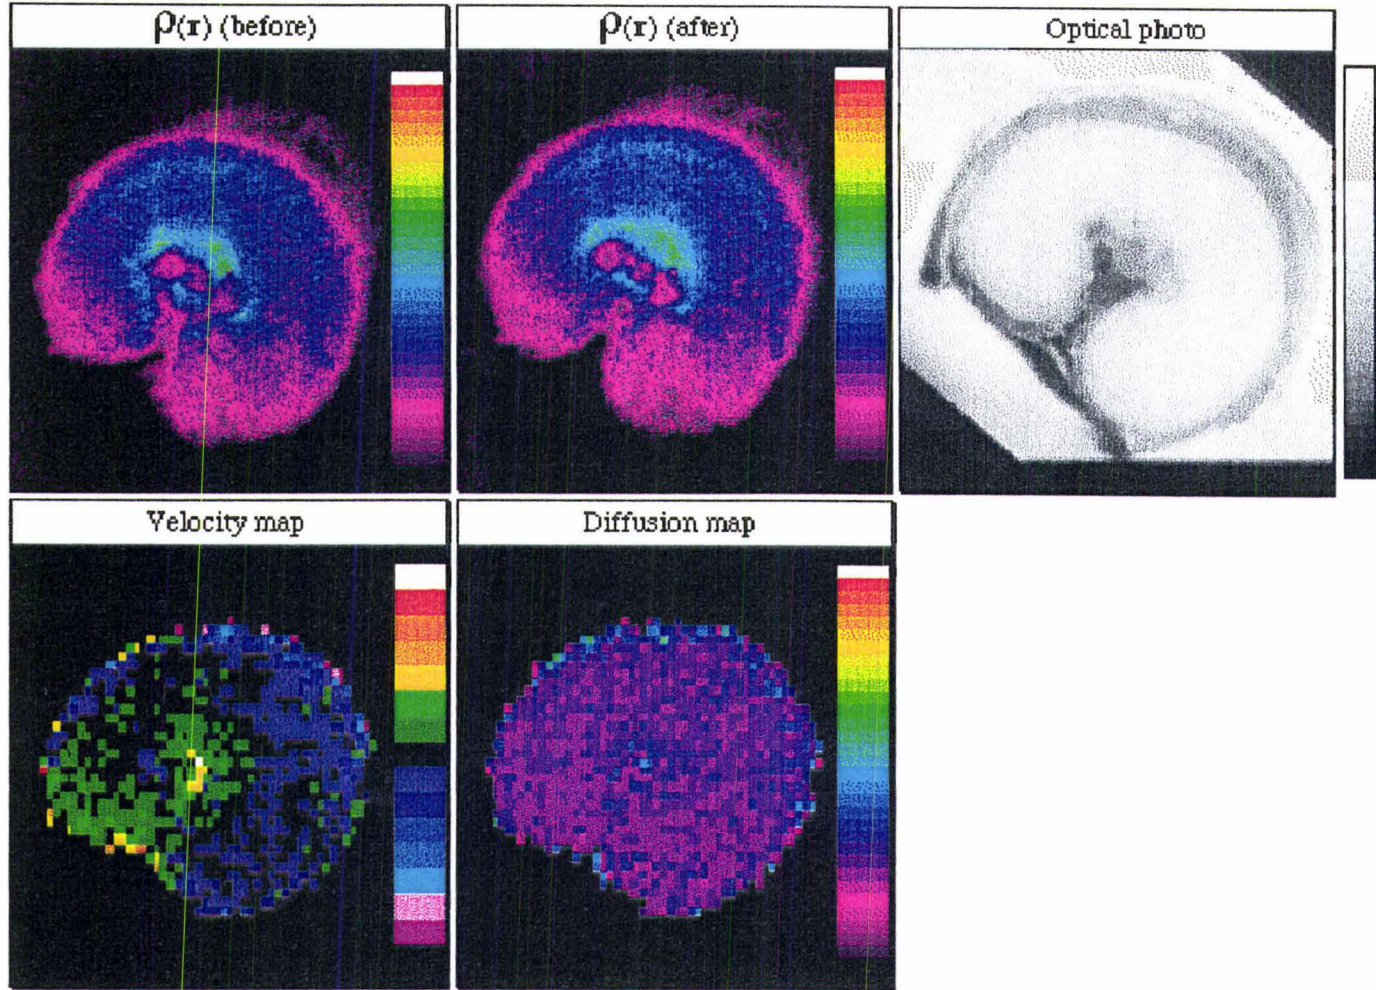 ρ(r) (before)
ρ(r) (after)
Optical photo
Velocity map
Diffusion map